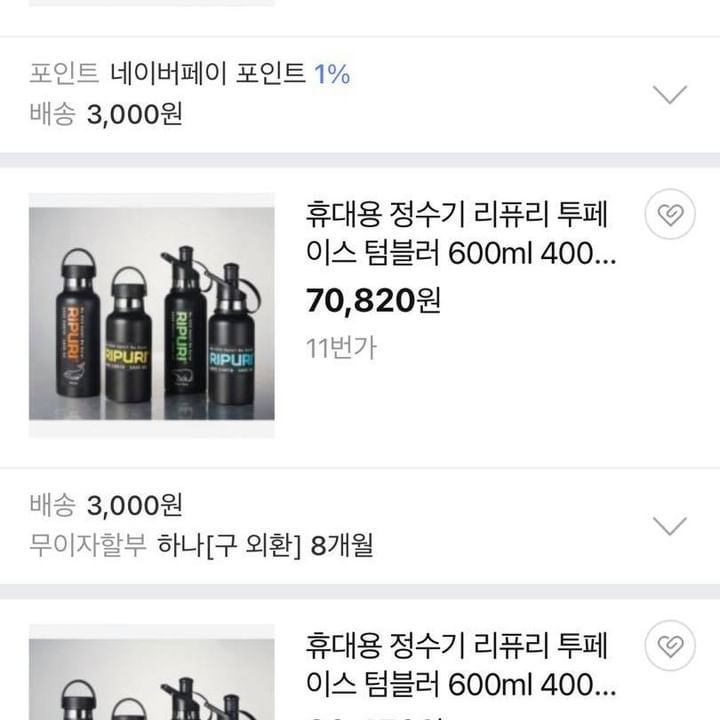 포인트 네이버페이 포인트 1%
배송 3,000원
휴대용 정수기 리퓨리 투페
이스 텀블러 600ml 400...
70,820원
11번가
RIPURI
RIPURI
RIPURI
RIPURI
배송 3,000원
무이자할부 하나[구 외환] 8개월
휴대용 정수기 리퓨리 투페
이스 텀블러 600ml 400...